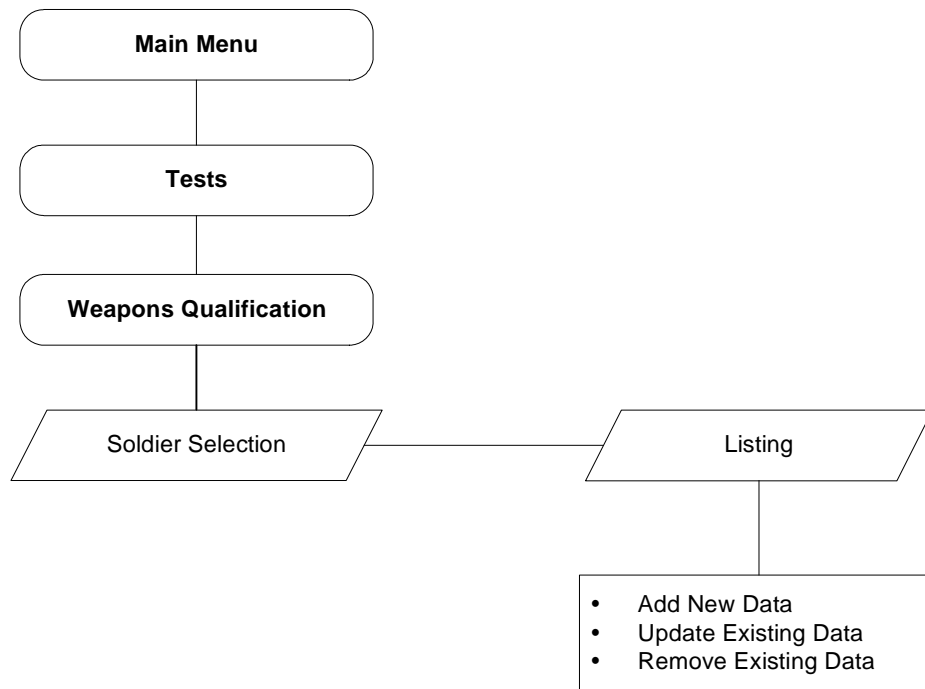 Main Menu
Tests
Weapons Qualification
Soldier Selection
Listing
• Add New Data
• Update Existing Data
• Remove Existing Data